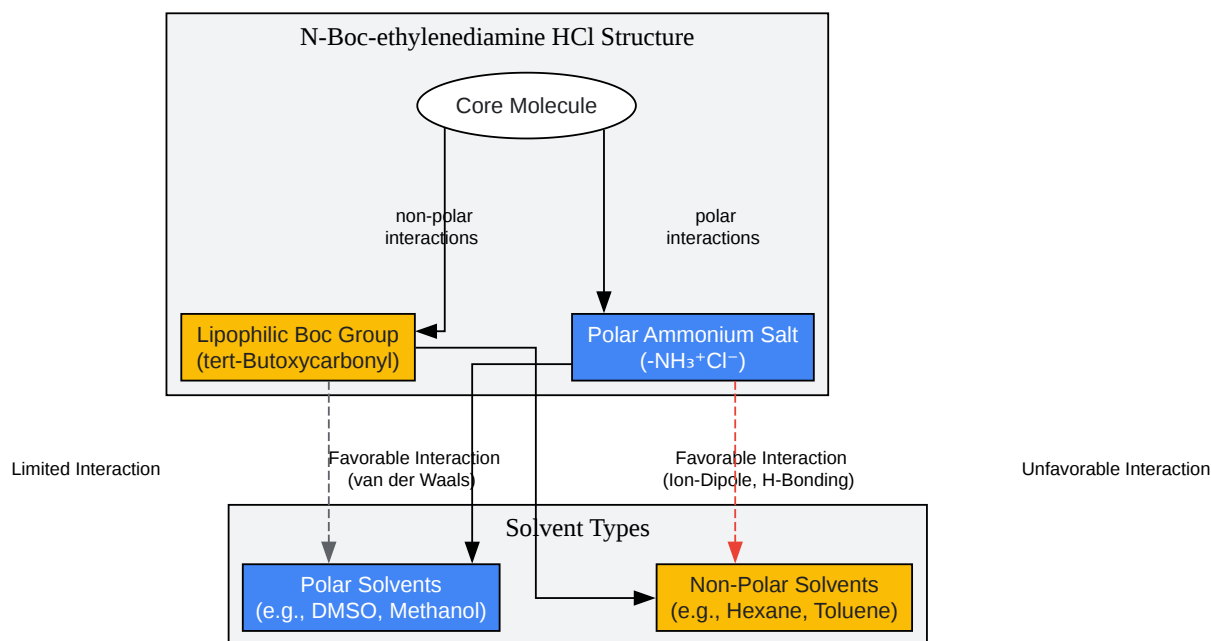 N-Boc-ethylenediamine HCl Structure
Core Molecule
non-polar
interactions
polar
interactions
Lipophilic Boc Group
(tert-Butoxycarbonyl)
Polar Ammonium Salt
(-NH₃⁺Cl⁻)
Limited Interaction
Favorable Interaction
(van der Waals)
Favorable Interaction
(Ion-Dipole, H-Bonding)
Unfavorable Interaction
Solvent Types
Polar Solvents
(e.g., DMSO, Methanol)
Non-Polar Solvents
(e.g., Hexane, Toluene)